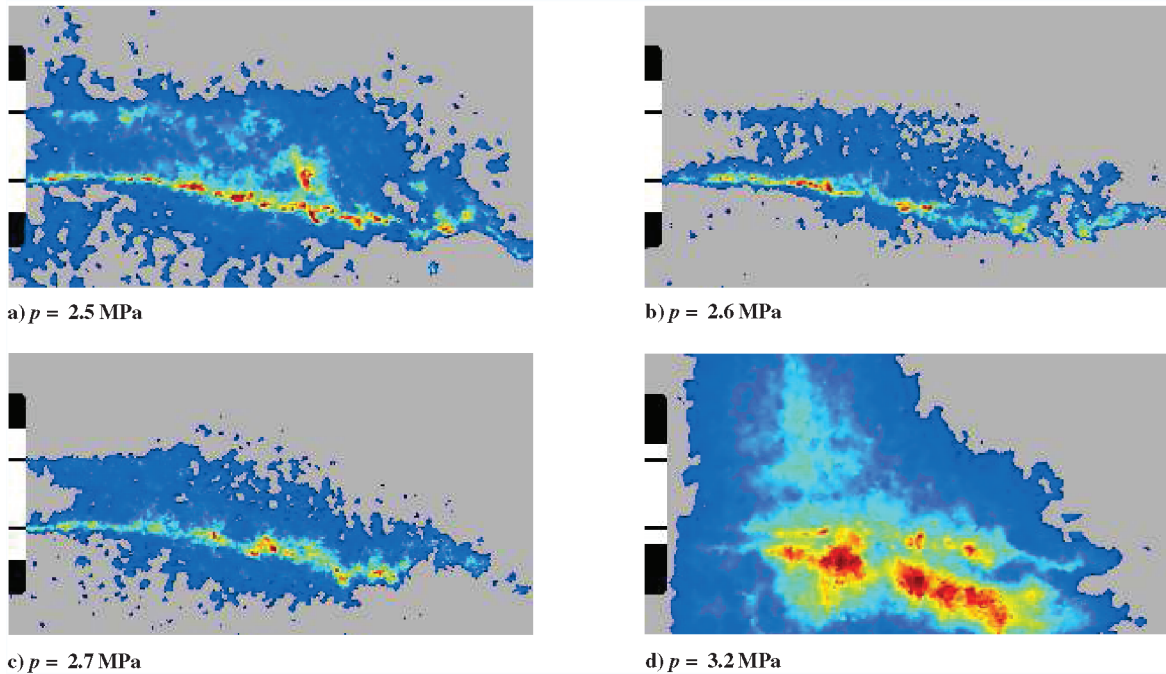 a) p = 2.5 MPa
b) p = 2.6 MPa
c) p = 2.7 MPa
d) p = 3.2 MPa